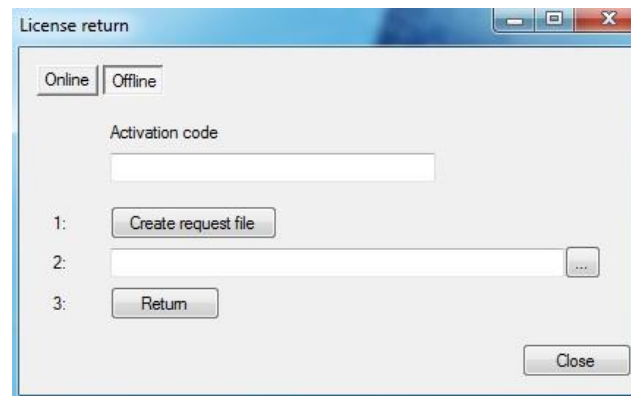 License return
Online Offline
Activation code
1: Create request file
2: ...
3: Return
Close